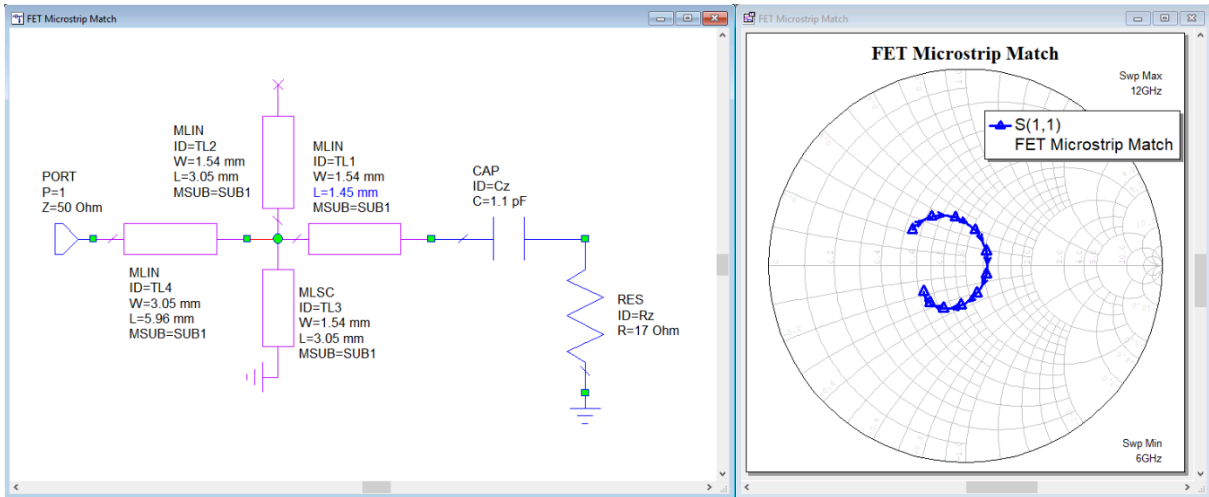 FET Microstrip Match
PORT
P=1
Z=50 Ohm
MLIN
ID=TL2
W=1.54 mm
L=3.05 mm
MSUB=SUB1
MLIN
ID=TL1
W=1.54 mm
L=1.45 mm
MSUB=SUB1
CAP
ID=Cz
C=1.1 pF
MLIN
ID=TL4
W=3.05 mm
L=5.96 mm
MSUB=SUB1
MLSC
ID=TL3
W=1.54 mm
L=3.05 mm
MSUB=SUB1
RES
ID=Rz
R=17 Ohm
FET Microstrip Match
FET Microstrip Match
Swp Max
12GHz
S(1,1)
FET Microstrip Match
Swp Min
6GHz